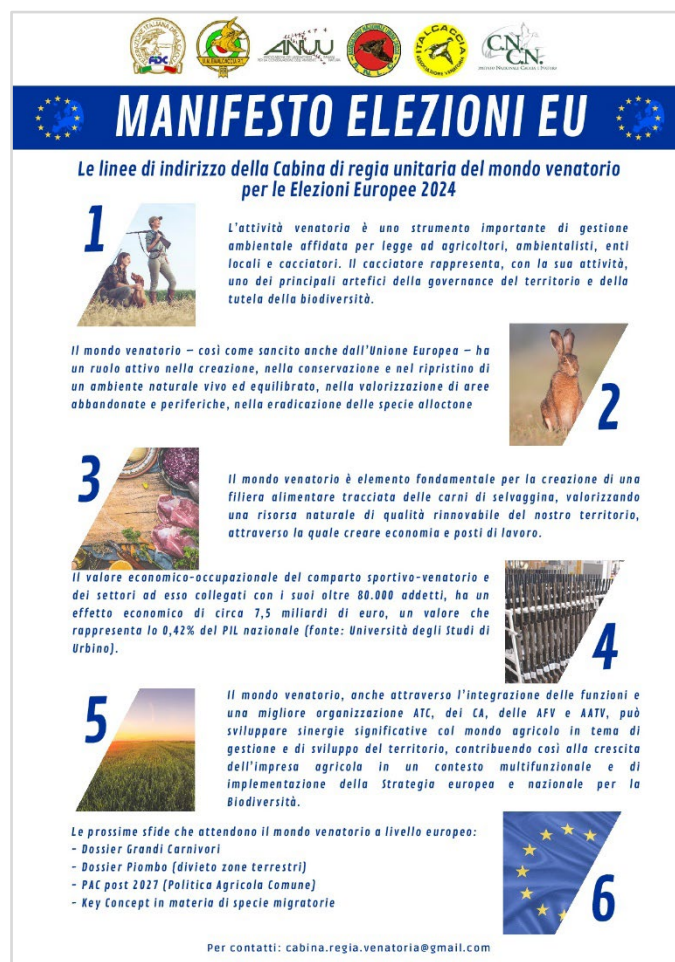 FIDC
ANUU
ITALCACCIA
C.N.
C.N.
MANIFESTO ELEZIONI EU
Le linee di indirizzo della Cabina di regia unitaria del mondo venatorio
per le Elezioni Europee 2024
1
L'attività venatoria è uno strumento importante di gestione
ambientale affidata per legge ad agricoltori, ambientalisti, enti
locali e cacciatori. Il cacciatore rappresenta, con la sua attività,
uno dei principali artefici della governance del territorio e della
tutela della biodiversità.
Il mondo venatorio – così come sancito anche dall'Unione Europea – ha
un ruolo attivo nella creazione, nella conservazione e nel ripristino di
un ambiente naturale vivo ed equilibrato, nella valorizzazione di aree
abbandonate e periferiche, nella eradicazione delle specie alloctone
2
3
Il mondo venatorio è elemento fondamentale per la creazione di una
filiera alimentare tracciata delle carni di selvaggina, valorizzando
una risorsa naturale di qualità rinnovabile del nostro territorio,
attraverso la quale creare economia e posti di lavoro.
Il valore economico-occupazionale del comparto sportivo-venatorio e
dei settori ad esso collegati con i suoi oltre 80.000 addetti, ha un
effetto economico di circa 7,5 miliardi di euro, un valore che
rappresenta lo 0,42% del PIL nazionale (fonte: Università degli Studi di
Urbino).
4
5
Il mondo venatorio, anche attraverso l'integrazione delle funzioni e
una migliore organizzazione ATC, dei CA, delle AFV e AATV, può
sviluppare sinergie significative col mondo agricolo in tema di
gestione e di sviluppo del territorio, contribuendo così alla crescita
dell'impresa agricola in un contesto multifunzionale e di
implementazione della Strategia europea e nazionale per la
Biodiversità.
Le prossime sfide che attendono il mondo venatorio a livello europeo:
- Dossier Grandi Carnivori
- Dossier Piombo (divieto zone terrestri)
- PAC post 2027 (Politica Agricola Comune)
- Key Concept in materia di specie migratorie
6
Per contatti: cabina.regia.venatoria@gmail.com